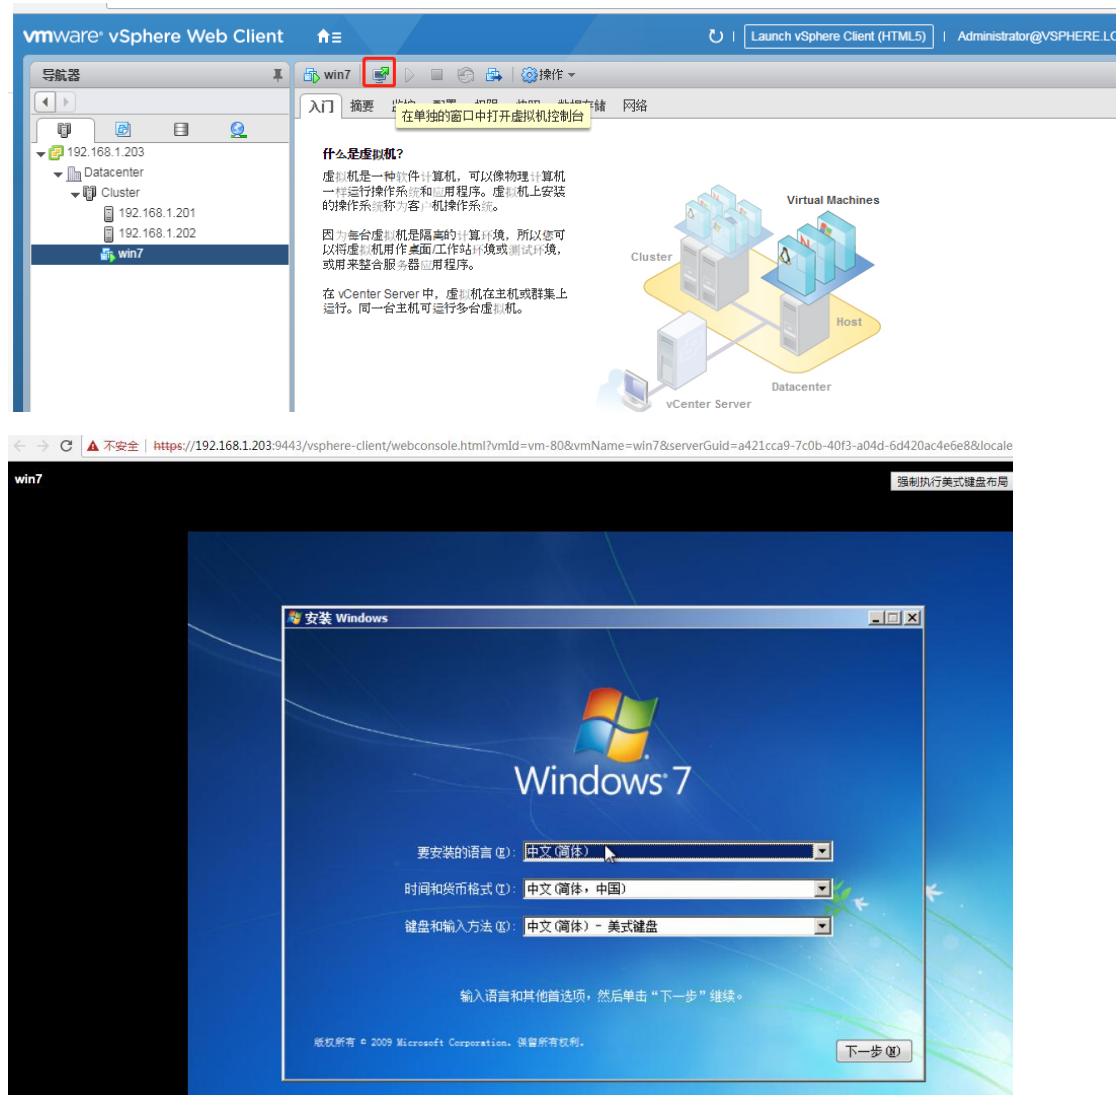 vmware® vSphere Web Client
Launch vSphere Client (HTML5)
Administrator@VSPHERE.LO
导航器
win7
操作
入门 摘要
存储 网络
在单独的窗口中打开虚拟机控制台
192.168.1.203
Datacenter
Cluster
192.168.1.201
192.168.1.202
win7
什么是虚拟机?
虚拟机是一种软件计算机，可以像物理计算机
一样运行操作系统和应用程序。虚拟机上安装
的操作系统称为客户机操作系统。
因为每台虚拟机是隔离的计算环境，所以您可
以将虚拟机用作桌面/工作站环境或测试环境，
或用来整合服务器应用程序。
在 vCenter Server 中，虚拟机在主机或群集上
运行。同一台主机可运行多台虚拟机。
Virtual Machines
Cluster
Host
Datacenter
vCenter Server
不安全 | https://192.168.1.203:9443/vsphere-client/webconsole.html?vmId=vm-80&vmName=win7&serverGuid=a421cca9-7c0b-40f3-a04d-6d420ac4e6e8&locale
win7
强制执行美式键盘布局
安装 Windows
Windows 7
要安装的语言(E): 中文(简体)
时间和货币格式(T): 中文(简体，中国)
键盘和输入方法(K): 中文(简体) - 美式键盘
输入语言和其他首选项，然后单击“下一步”继续。
版权所有 © 2009 Microsoft Corporation。保留所有权利。
下一步(N)